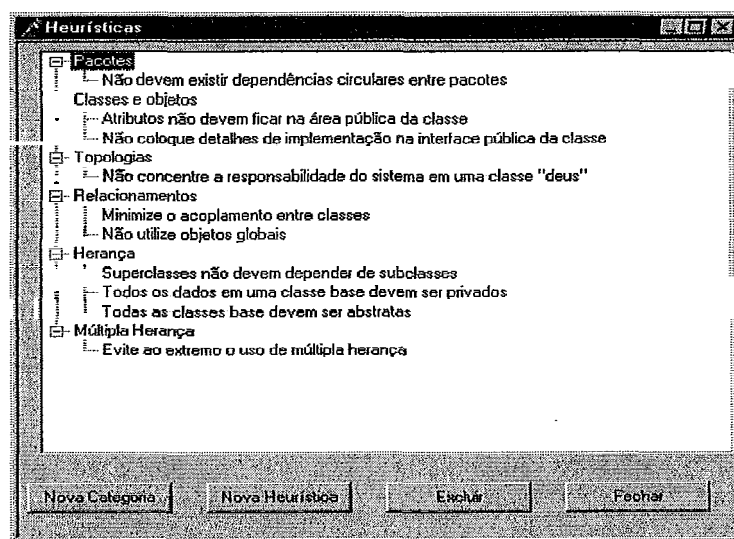 Heurísticas
Pacotes
Não devem existir dependências circulares entre pacotes
Classes e objetos
Atributos não devem ficar na área pública da classe
Não coloque detalhes de implementação na interface pública da classe
Topologias
Não concentre a responsabilidade do sistema em uma classe "deus"
Relacionamentos
Minimize o acoplamento entre classes
Não utilize objetos globais
Herança
Superclasses não devem depender de subclasses
Todos os dados em uma classe base devem ser privados
Todas as classes base devem ser abstratas
Múltipla Herança
Evite ao extremo o uso de múltipla herança
Nova Categoria Nova Heurística Excluir Fechar